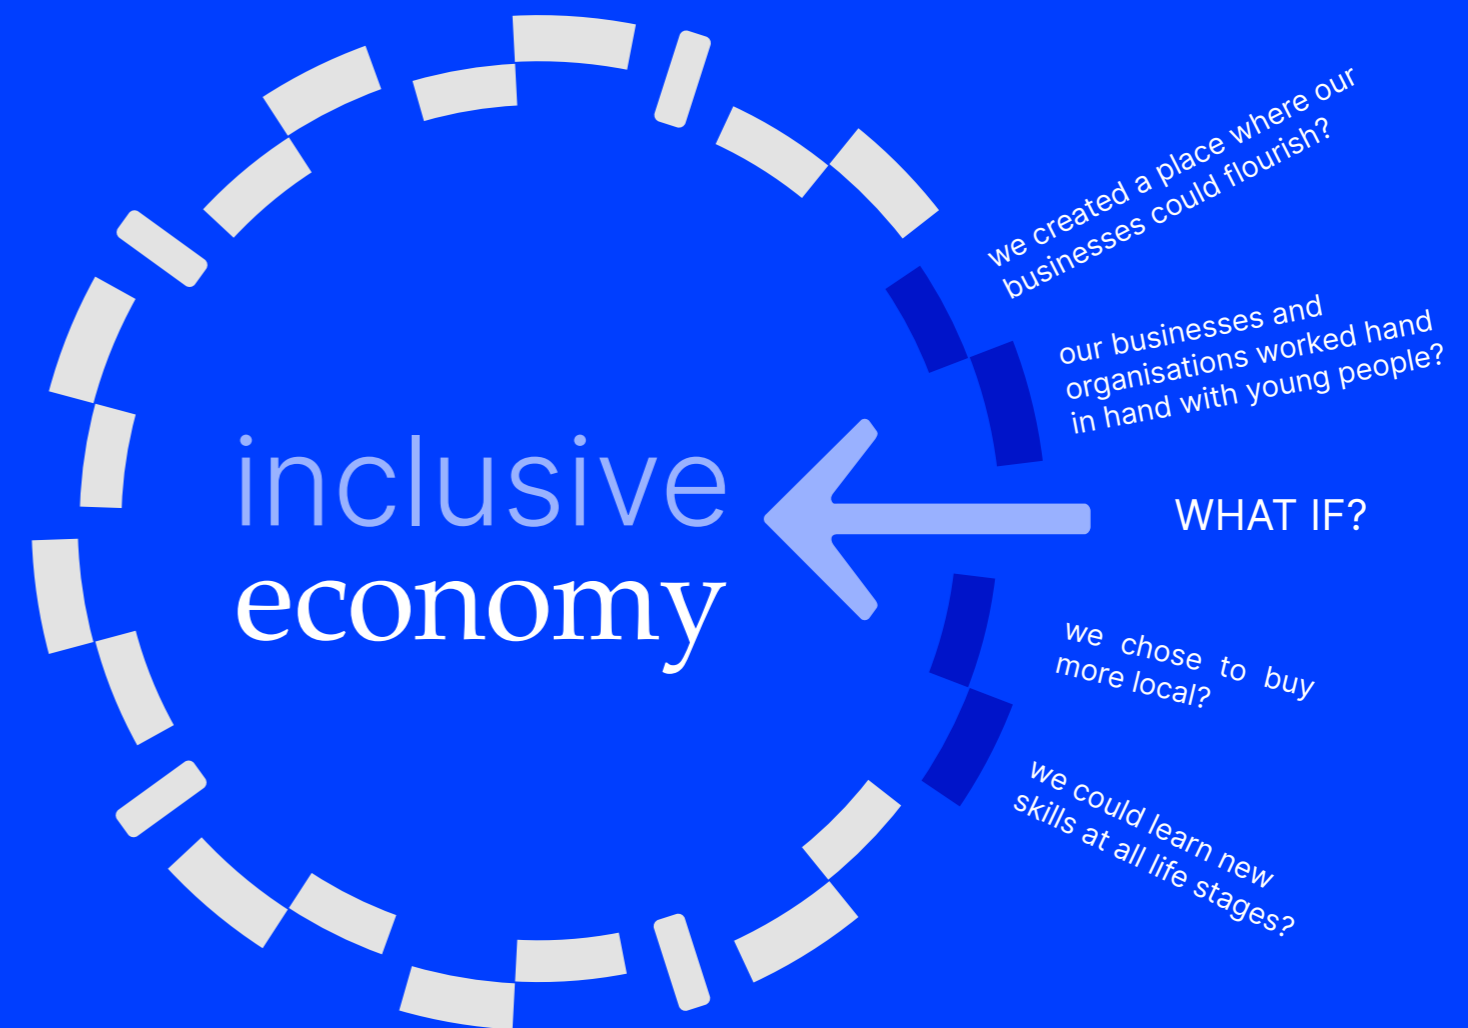 we created a place where our
businesses could flourish?
our businesses and
organisations worked hand
in hand with young people?
inclusive
economy
WHAT IF?
we chose to buy
more local?
we could learn new
skills at all life stages?